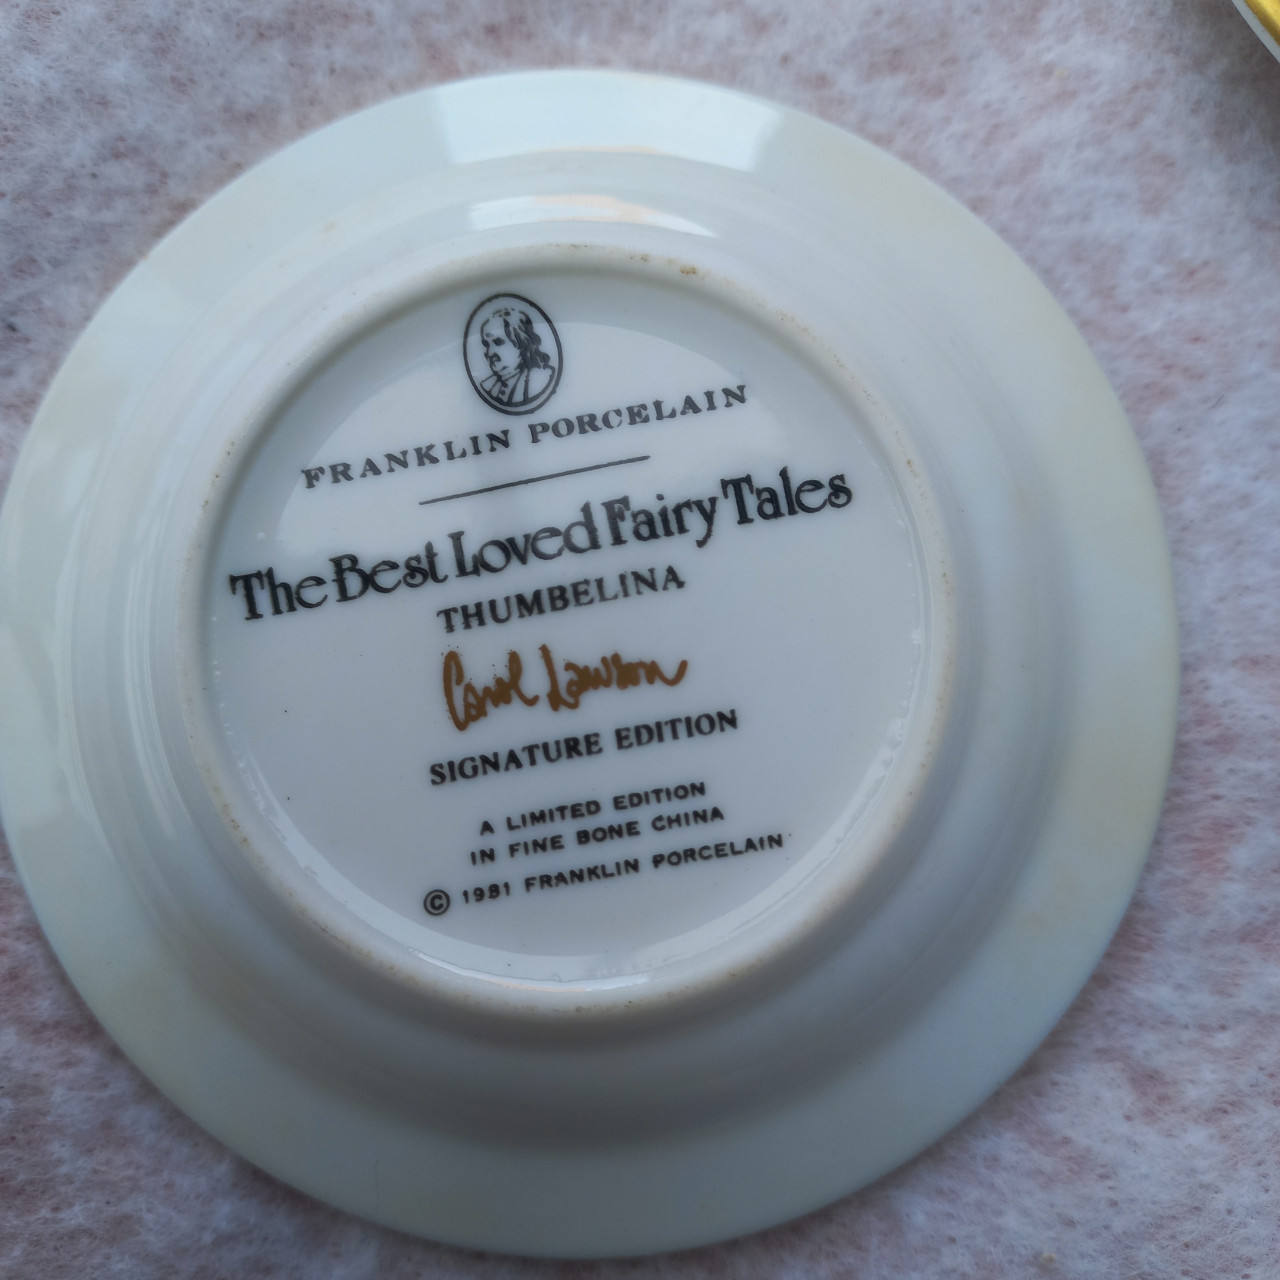 FRANKLIN PORCELAIN
The Best Loved Fairy Tales
THUMBELINA
Carol Lawson
SIGNATURE EDITION
A LIMITED EDITION
IN FINE BONE CHINA
© 1981 FRANKLIN PORCELAIN